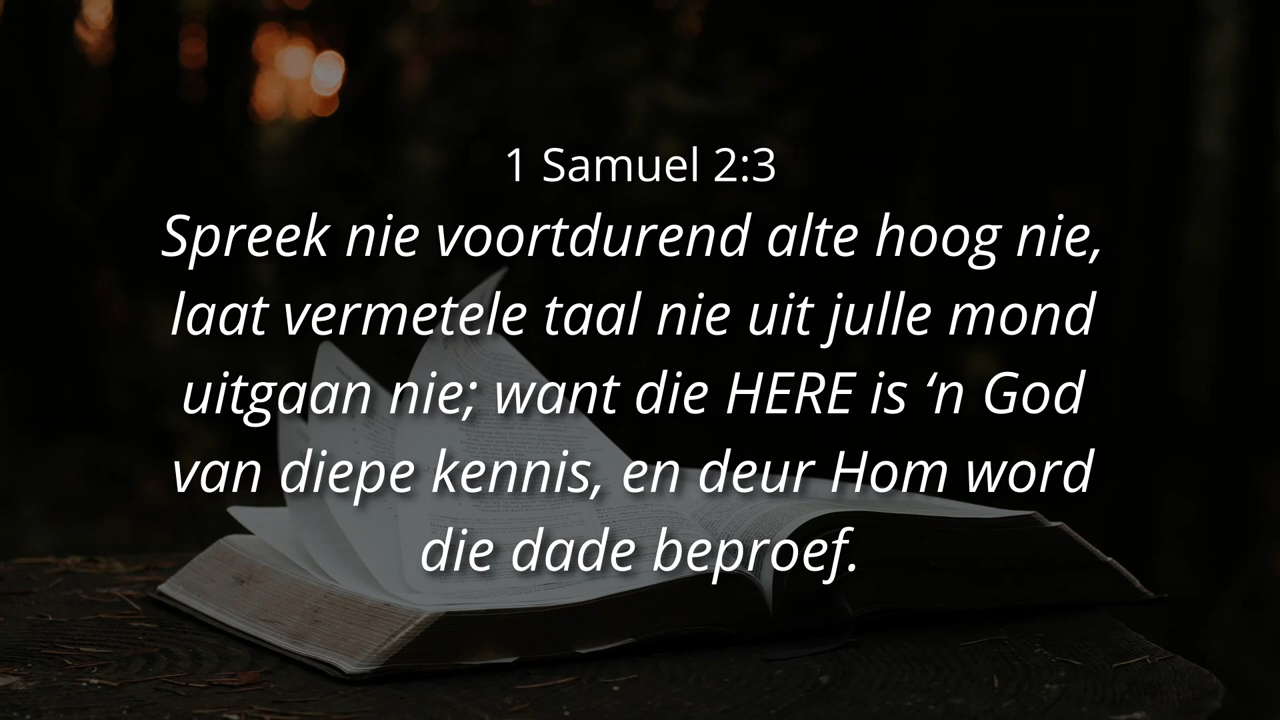 1 Samuel 2:3
Spreek nie voortdurend alte hoog nie,
laat vermetele taal nie uit julle mond
uitgaan nie; want die HERE is ‘n God
van diepe kennis, en deur Hom word
die dade beproef.